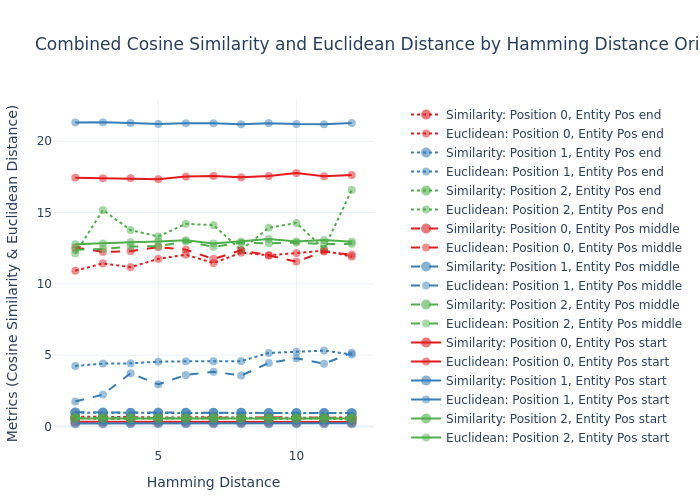 Combined Cosine Similarity and Euclidean Distance by Hamming Distance Ori
Metrics (Cosine Similarity & Euclidean Distance)
20
15
10
5
0
5
10
Hamming Distance
Similarity: Position 0, Entity Pos end
Euclidean: Position 0, Entity Pos end
Similarity: Position 1, Entity Pos end
Euclidean: Position 1, Entity Pos end
Similarity: Position 2, Entity Pos end
Euclidean: Position 2, Entity Pos end
Similarity: Position 0, Entity Pos middle
Euclidean: Position 0, Entity Pos middle
Similarity: Position 1, Entity Pos middle
Euclidean: Position 1, Entity Pos middle
Similarity: Position 2, Entity Pos middle
Euclidean: Position 2, Entity Pos middle
Similarity: Position 0, Entity Pos start
Euclidean: Position 0, Entity Pos start
Similarity: Position 1, Entity Pos start
Euclidean: Position 1, Entity Pos start
Similarity: Position 2, Entity Pos start
Euclidean: Position 2, Entity Pos start